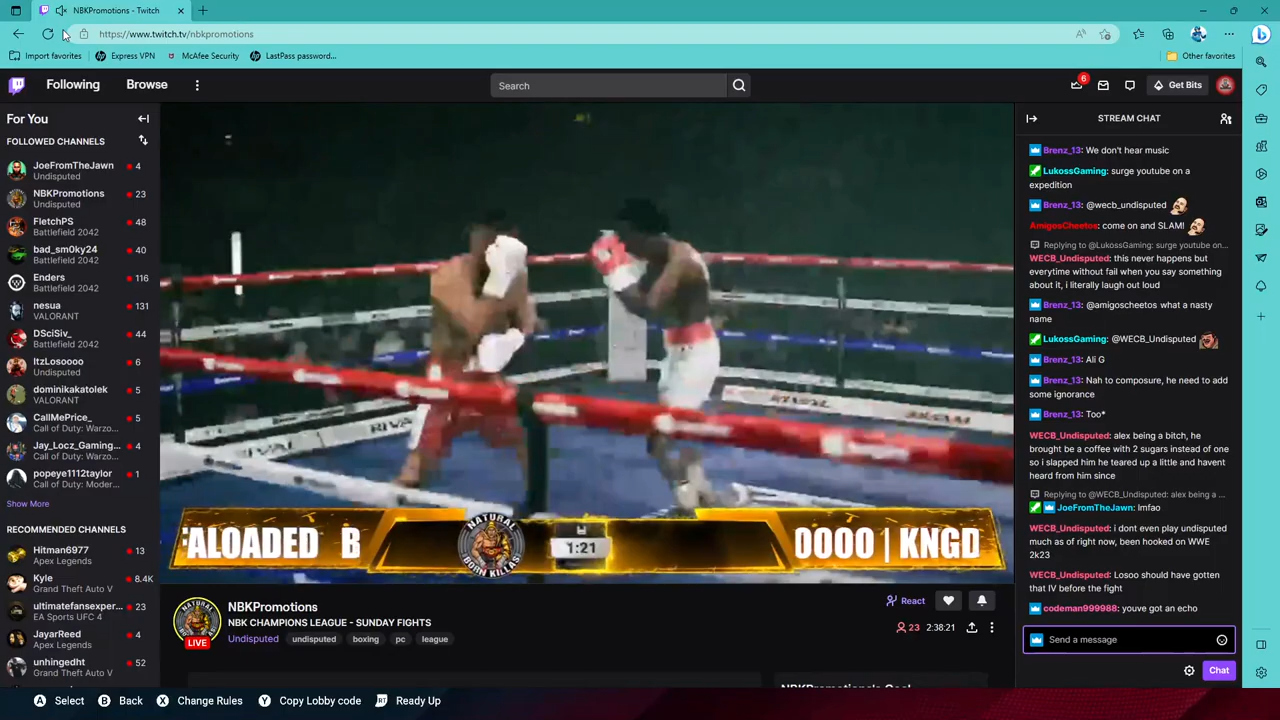 NBKPromotions - Twitch
https://www.twitch.tv/nbkpromotions
Import favorites
Express VPN
McAfee Security
LastPass password...
Other favorites
Following
Browse
Search
6
Get Bits
For You
FOLLOWED CHANNELS
JoeFromTheJawn
4
Undisputed
NBKPromotions
23
Undisputed
FletchPS
48
Battlefield 2042
bad_sm0ky24
40
Battlefield 2042
Enders
116
Battlefield 2042
nesua
131
VALORANT
DSciSiv_
44
Battlefield 2042
ItzLosoooo
6
Undisputed
dominikakatolek
5
VALORANT
CallMePrice_
5
Call of Duty: Warzo...
Jay_Locz_Gaming...
4
Call of Duty: Warzo...
popeye1112taylor
1
Call of Duty: Moder...
Show More
RECOMMENDED CHANNELS
Hitman6977
13
Apex Legends
Kyle
8.4K
Grand Theft Auto V
ultimatefansexper...
23
EA Sports UFC 4
JayarReed
4
Apex Legends
unhingedht
52
Grand Theft Auto V
ALOADED B
NATURAL
BORN KILLAS
1:21
0000 | KNGD
LIVE
NBKPromotions
NBK CHAMPIONS LEAGUE - SUNDAY FIGHTS
Undisputed
undisputed
boxing
pc
league
React
23
2:38:21
STREAM CHAT
Brenz_13: We don't hear music
LukossGaming: surge youtube on a
expedition
Brenz_13: @wecb_undisputed
AmigosCheetos: come on and SLAM!
Replying to @LukossGaming: surge youtube on...
WECB_Undisputed: this never happens but
everytime without fail when you say something
about it, i literally laugh out loud
Brenz_13: @amigoscheetos what a nasty
name
LukossGaming: @WECB_Undisputed
Brenz_13: Ali G
Brenz_13: Nah to composure, he need to add
some ignorance
Brenz_13: Too*
WECB_Undisputed: alex being a bitch, he
brought be a coffee with 2 sugars instead of one
so i slapped him he teared up a little and havent
heard from him since
Replying to @WECB_Undisputed: alex being a ...
JoeFromTheJawn: lmfao
WECB_Undisputed: i dont even play undisputed
much as of right now, been hooked on WWE
2k23
WECB_Undisputed: Losoo should have gotten
that IV before the fight
codeman999988: youve got an echo
Send a message
Chat
A Select
B Back
X Change Rules
Y Copy Lobby code
RT Ready Up